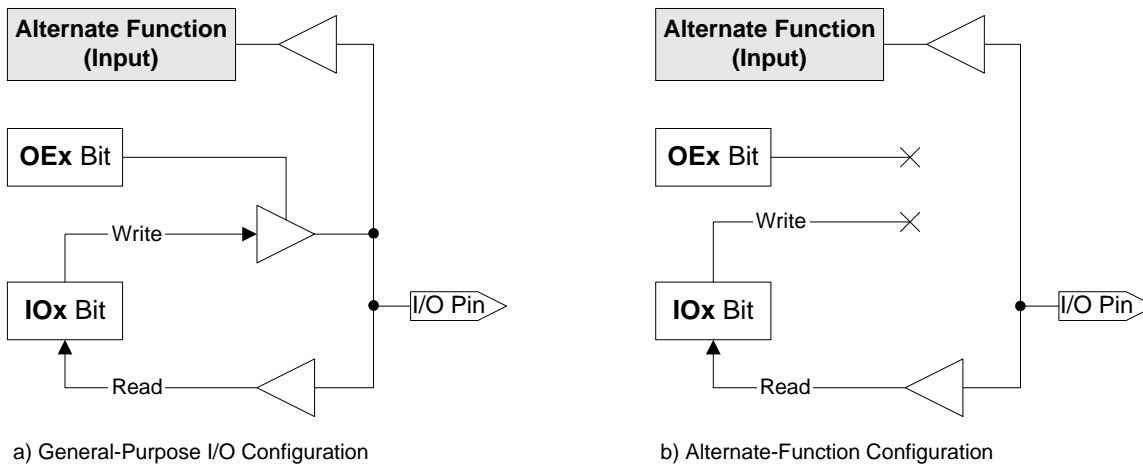 Alternate Function
(Input)
OEx Bit
Write
IOx Bit
I/O Pin
Read
a) General-Purpose I/O Configuration
Alternate Function
(Input)
OEx Bit
Write
IOx Bit
I/O Pin
Read
b) Alternate-Function Configuration